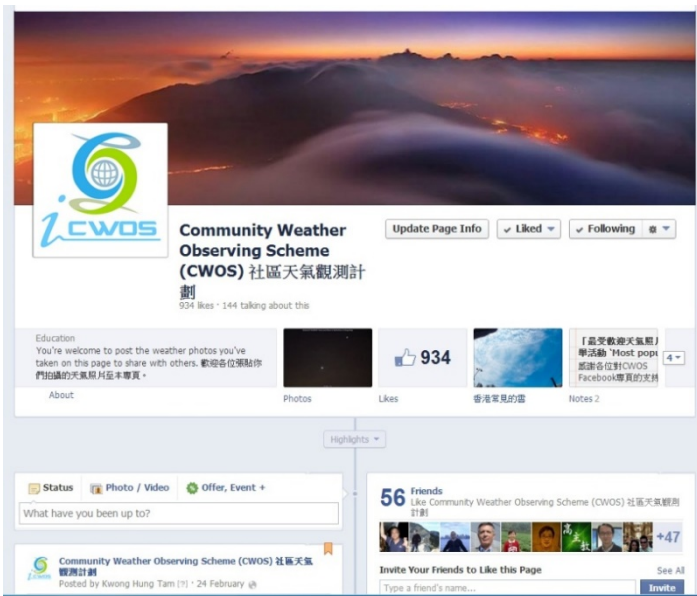 iCWOS
Community Weather
Observing Scheme
(CWOS) 社區天氣觀測計
劃
934 likes · 144 talking about this
Update Page Info
Liked
Following
Education
You're welcome to post the weather photos you've
taken on this page to share with others. 歡迎各位張貼你
們拍攝的天氣照片至本專頁。
About
Photos
934
Likes
香港常見的雲
「最受歡迎天氣照片
舉活動 'Most popu
感謝各位對CWOS
Facebook專頁的支持
Notes 2
4
Highlights
Status
Photo / Video
Offer, Event +
What have you been up to?
Community Weather Observing Scheme (CWOS) 社區天氣
觀測計劃
Posted by Kwong Hung Tam [?] · 24 February
56 Friends
Like Community Weather Observing Scheme (CWOS) 社區天氣觀測
計劃
高主教
+47
Invite Your Friends to Like this Page
See All
Type a friend's name...
Invite